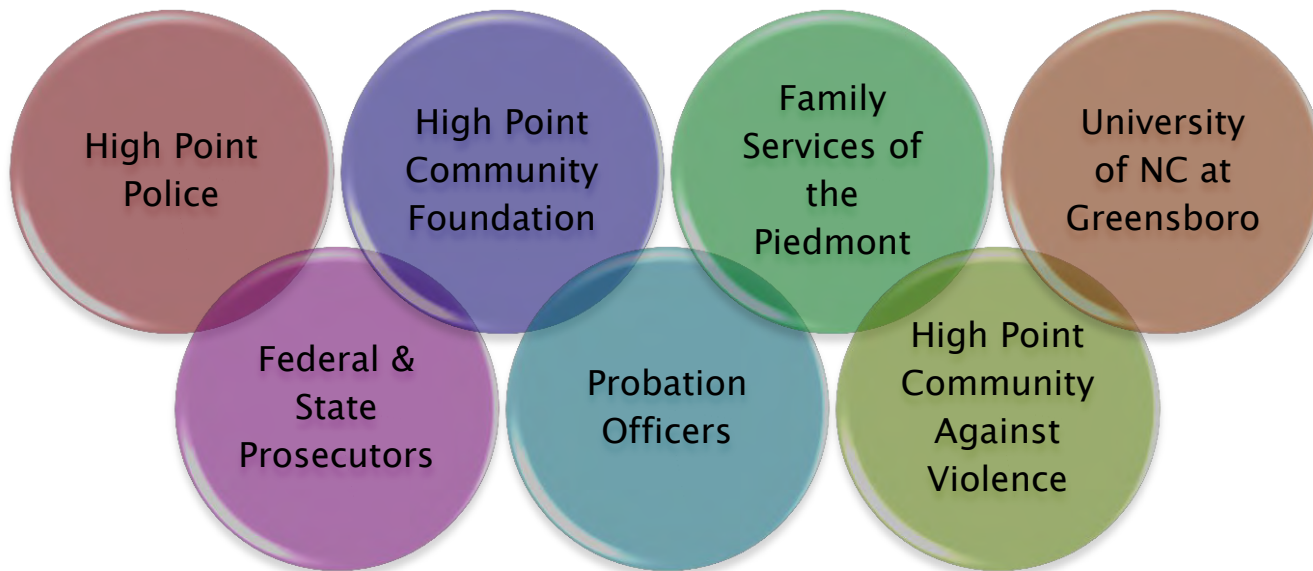 High Point
Police
High Point
Community
Foundation
Family
Services of
the
Piedmont
University
of NC at
Greensboro
Federal &
State
Prosecutors
Probation
Officers
High Point
Community
Against
Violence